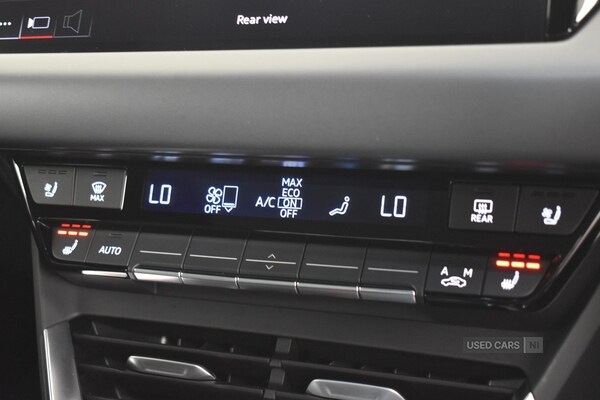 Rear view
MAX
LO
OFF
A/C
MAX
ECO
ON
OFF
LO
REAR
AUTO
A M
USED CARS NI